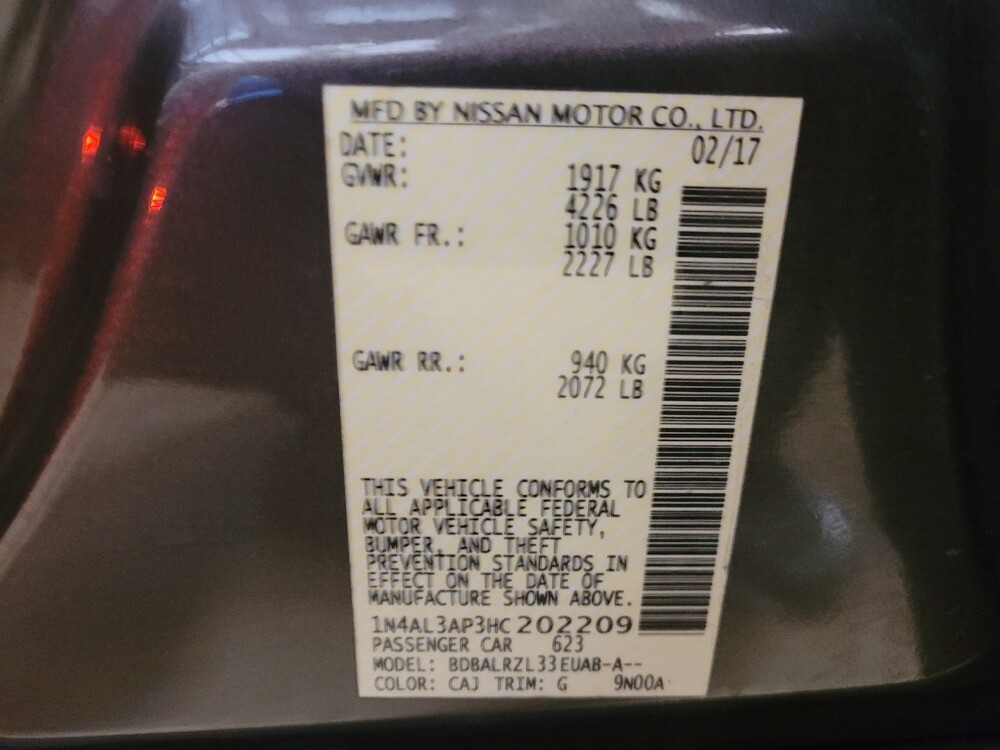 MFD BY NISSAN MOTOR CO., LTD.
DATE: 02/17
GVWR: 1917 KG
4226 LB
GAWR FR.: 1010 KG
2227 LB
GAWR RR.: 940 KG
2072 LB
THIS VEHICLE CONFORMS TO
ALL APPLICABLE FEDERAL
MOTOR VEHICLE SAFETY,
BUMPER, AND THEFT
PREVENTION STANDARDS IN
EFFECT ON THE DATE OF
MANUFACTURE SHOWN ABOVE.
1N4AL3AP3HC202209
PASSENGER CAR 623
MODEL: BDBALRZL33EUAB-A--
COLOR: CAJ TRIM: G 9N00A